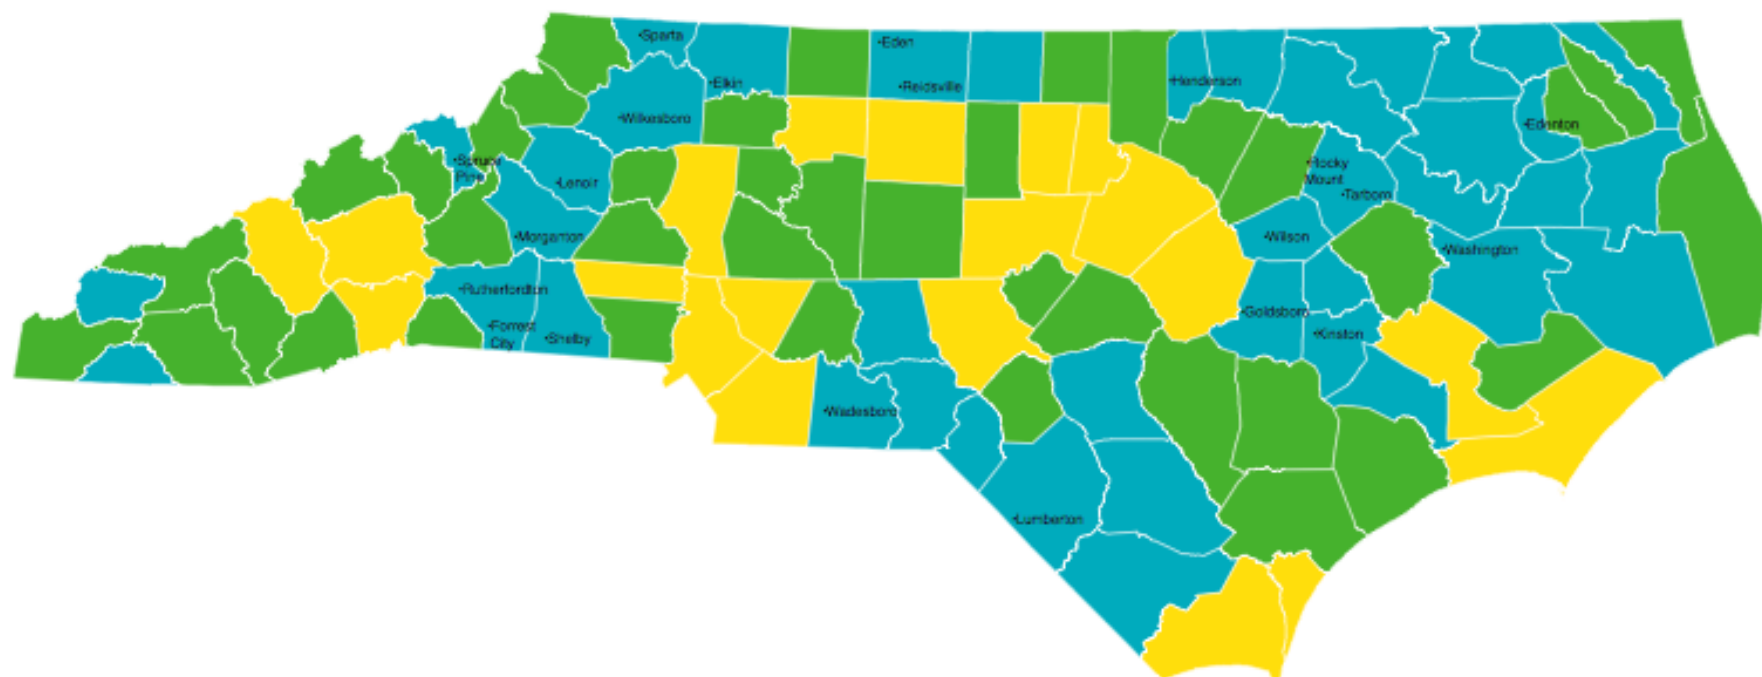 •Sparta
•Eden
•Elkin
•Reidsville
•Henderson
•Wilkesboro
•Edenton
•Spruce
Pine
•Lenoir
•Rocky
Mount
•Tarboro
•Morganton
•Wilson
•Washington
•Rutherfordton
•Forrest
City
•Shelby
•Goldsboro
•Kinston
•Wadesboro
•Lumberton